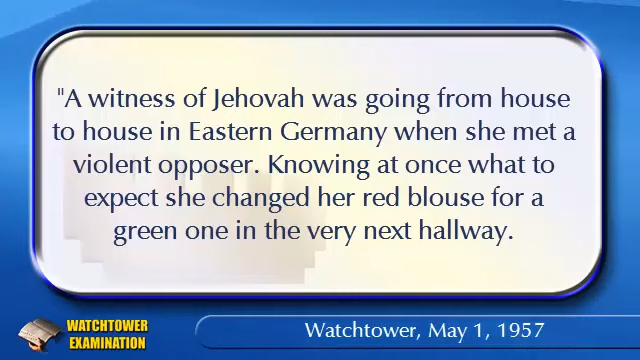 "A witness of Jehovah was going from house
to house in Eastern Germany when she met a
violent opposer. Knowing at once what to
expect she changed her red blouse for a
green one in the very next hallway.
WATCHTOWER
EXAMINATION
Watchtower, May 1, 1957